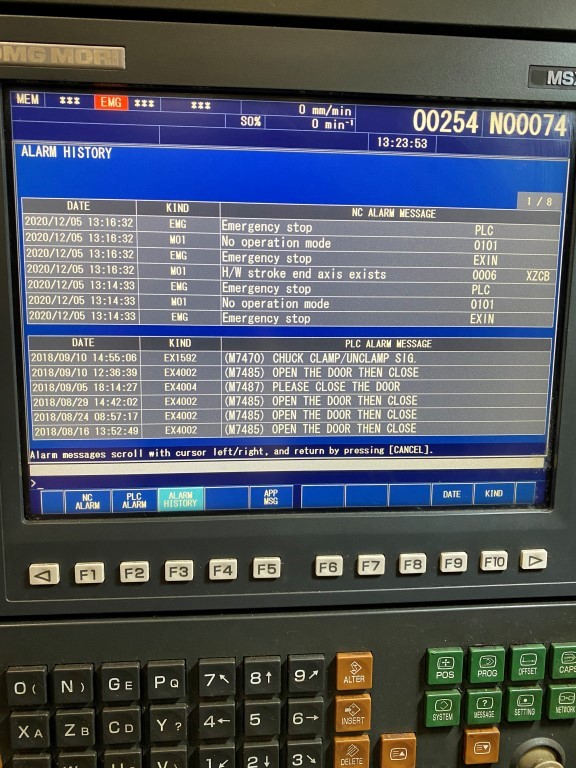 DMG MORI
MSX
MEM *** EMG *** *** 0 mm/min
S0% 0 min-1
O0254 N00074
13:23:53
ALARM HISTORY
1 / 8
DATE KIND NC ALARM MESSAGE
2020/12/05 13:16:32 EMG Emergency stop PLC
2020/12/05 13:16:32 M01 No operation mode 0101
2020/12/05 13:16:32 EMG Emergency stop EXIN
2020/12/05 13:16:32 M01 H/W stroke end axis exists 0006 XZCB
2020/12/05 13:14:33 EMG Emergency stop PLC
2020/12/05 13:14:33 M01 No operation mode 0101
2020/12/05 13:14:33 EMG Emergency stop EXIN
DATE KIND PLC ALARM MESSAGE
2018/09/10 14:55:06 EX1592 (M7470) CHUCK CLAMP/UNCLAMP SIG.
2018/09/10 12:36:39 EX4002 (M7485) OPEN THE DOOR THEN CLOSE
2018/09/05 18:14:27 EX4004 (M7487) PLEASE CLOSE THE DOOR
2018/08/29 14:42:02 EX4002 (M7485) OPEN THE DOOR THEN CLOSE
2018/08/24 08:57:17 EX4002 (M7485) OPEN THE DOOR THEN CLOSE
2018/08/16 13:52:49 EX4002 (M7485) OPEN THE DOOR THEN CLOSE
Alarm messages scroll with cursor left/right, and return by pressing [CANCEL].
>
NC ALARM PLC ALARM ALARM HISTORY APP MSG DATE KIND
F1 F2 F3 F4 F5 F6 F7 F8 F9 F10
O ( N ) G E P Q 7↖ 8↑ 9↗ ALTER POS PROG OFFSET CAPS
X A Z B C D Y ? 4← 5 6→ INSERT SYSTEM MESSAGE SETTING NETWORK
1↙ 2↓ 3↘ DELETE